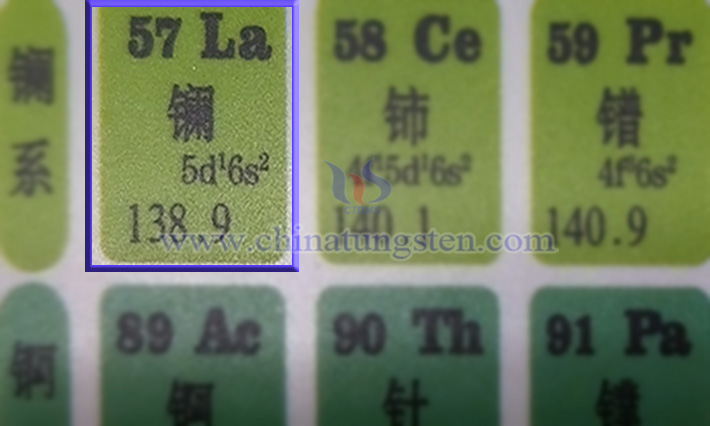 镧系
57 La
镧
5d¹6s²
138.9
58 Ce
铈
4f¹5d¹6s²
140.1
59 Pr
镨
4f³6s²
140.9
www.chinatungsten.com
锕
89 Ac
锕
90 Th
钍
91 Pa